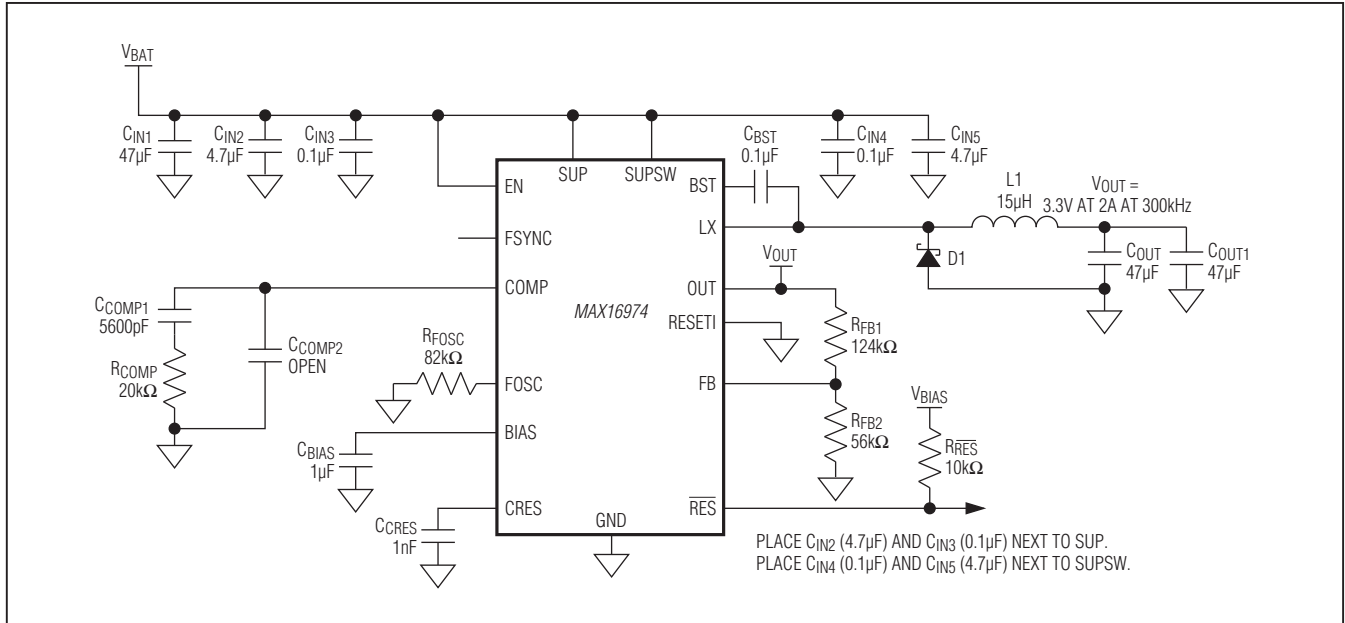 VBAT
CIN1
47µF
CIN2
4.7µF
CIN3
0.1µF
CBST
0.1µF
CIN4
0.1µF
CIN5
4.7µF
SUP
SUPSW
EN
BST
L1
15µH
VOUT =
3.3V AT 2A AT 300kHz
FSYNC
LX
VOUT
D1
COUT
47µF
COUT1
47µF
COMP
MAX16974
OUT
CCOMP1
5600pF
RCOMP
20kΩ
CCOMP2
OPEN
RFOSC
82kΩ
RESETI
RFB1
124kΩ
FOSC
FB
BIAS
CBIAS
1µF
RFB2
56kΩ
VBIAS
RR̅E̅S̅
10kΩ
CRES
CCRES
1nF
GND
R̅E̅S̅
PLACE CIN2 (4.7µF) AND CIN3 (0.1µF) NEXT TO SUP.
PLACE CIN4 (0.1µF) AND CIN5 (4.7µF) NEXT TO SUPSW.